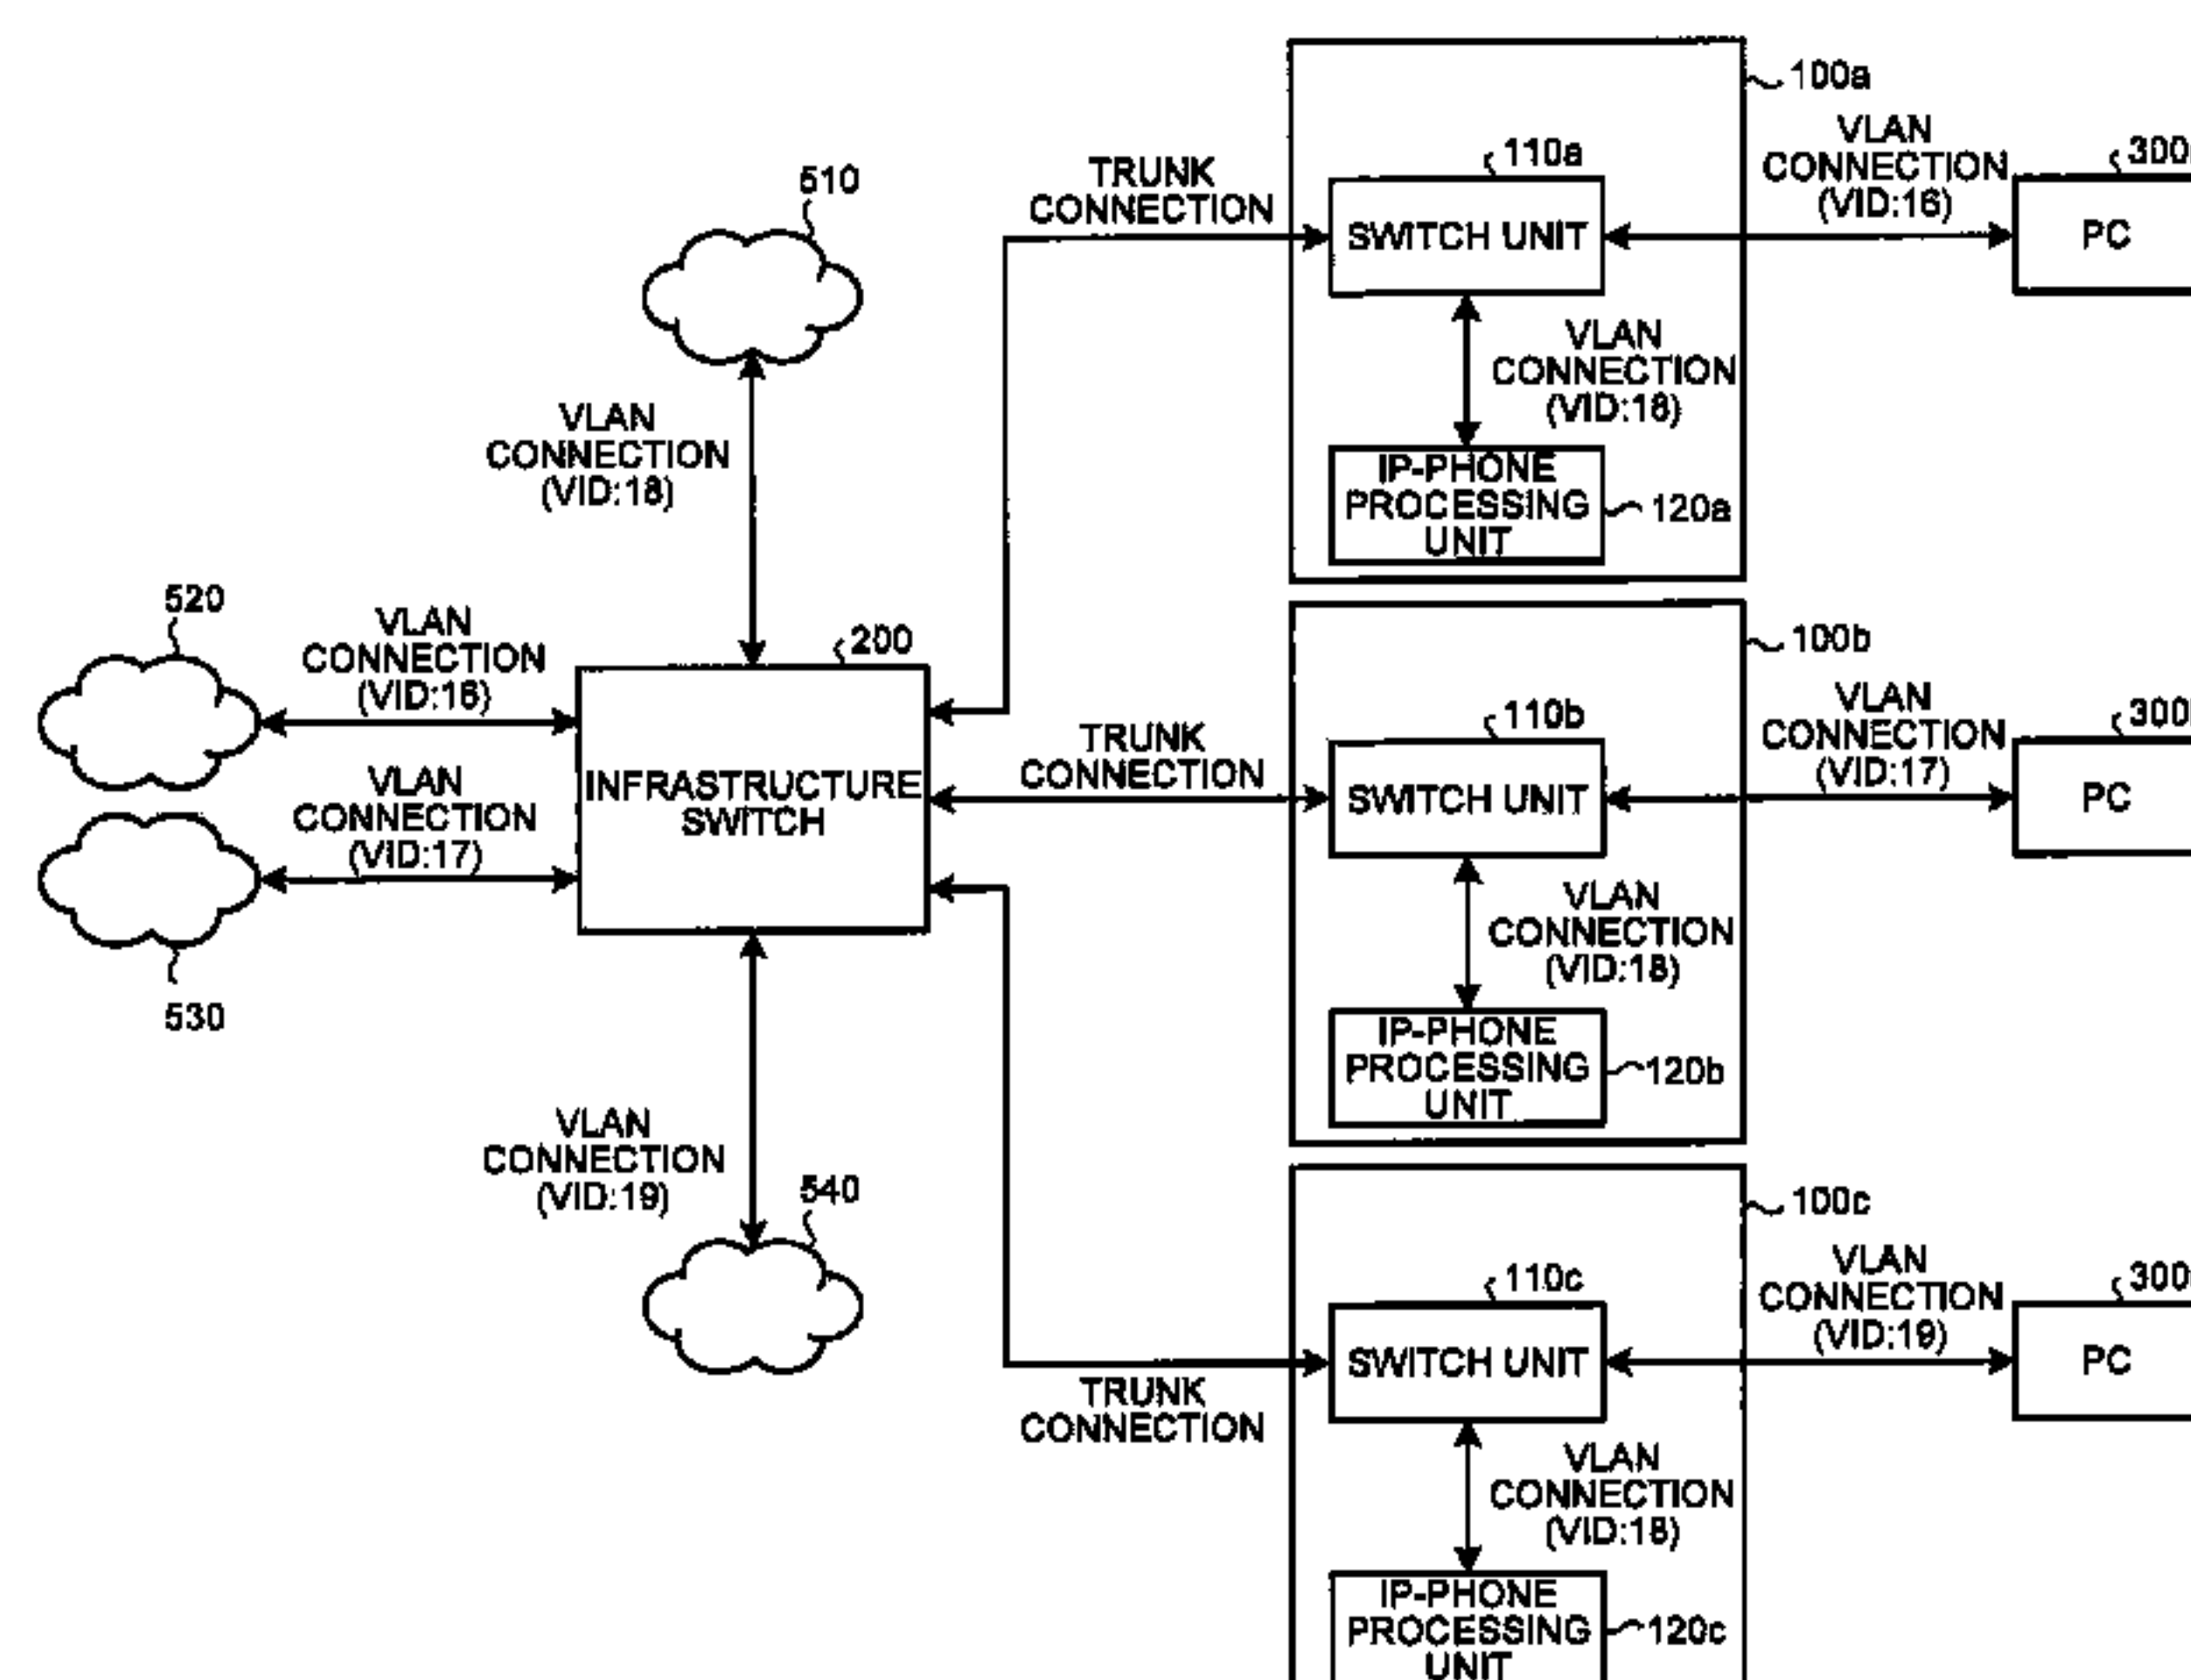 100a
110a
SWITCH UNIT
TRUNK
CONNECTION
VLAN
CONNECTION
(VID:16)
300
PC
VLAN
CONNECTION
(VID:18)
IP-PHONE
PROCESSING
UNIT
120a
510
VLAN
CONNECTION
(VID:18)
520
VLAN
CONNECTION
(VID:16)
VLAN
CONNECTION
(VID:17)
530
200
INFRASTRUCTURE
SWITCH
VLAN
CONNECTION
(VID:19)
540
100b
110b
SWITCH UNIT
TRUNK
CONNECTION
VLAN
CONNECTION
(VID:17)
300
PC
VLAN
CONNECTION
(VID:18)
IP-PHONE
PROCESSING
UNIT
120b
100c
110c
SWITCH UNIT
TRUNK
CONNECTION
VLAN
CONNECTION
(VID:19)
300
PC
VLAN
CONNECTION
(VID:18)
IP-PHONE
PROCESSING
UNIT
120c